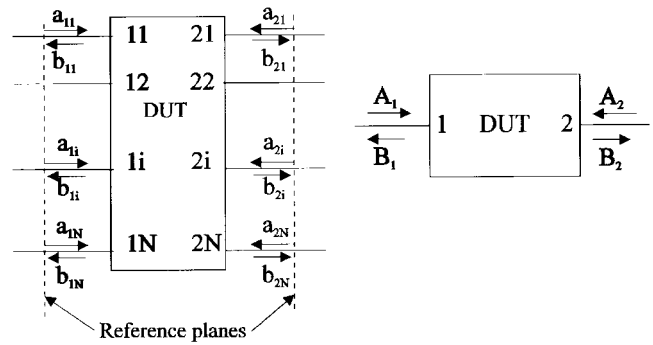 a₁₁ a₂₁
11 21
b₁₁ b₂₁
12 22
DUT
a₁ᵢ a₂ᵢ
1i 2i
b₁ᵢ b₂ᵢ
a₁N a₂N
1N 2N
b₁N b₂N
Reference planes
A₁ A₂
1 DUT 2
B₁ B₂